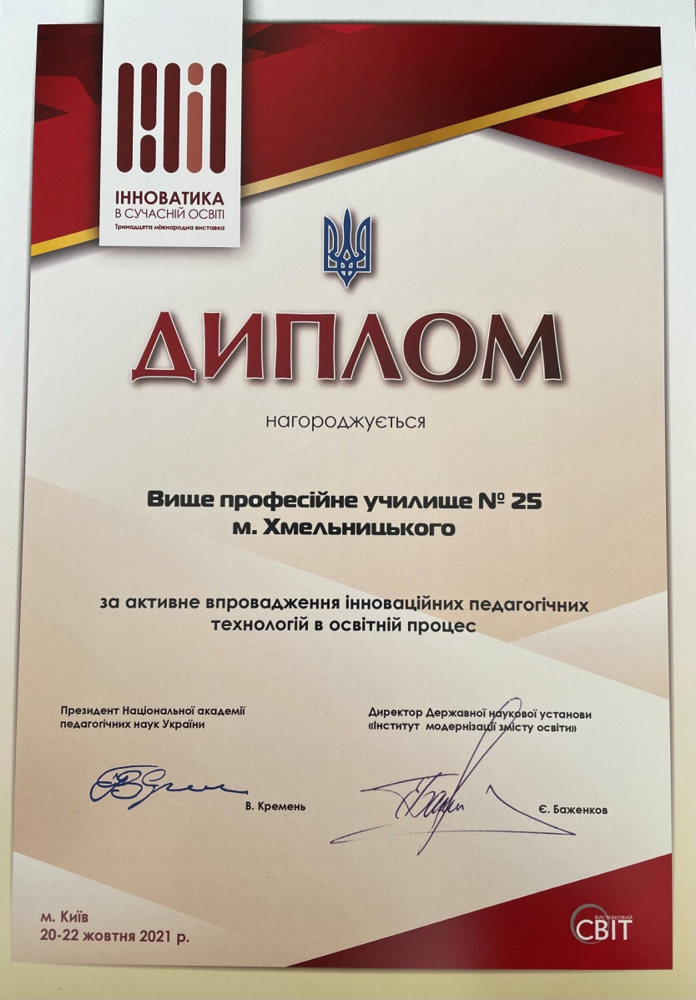 ІННОВАТИКА
В СУЧАСНІЙ ОСВІТІ
Тринадцята міжнародна виставка
ДИПЛОМ
нагороджується
Вище професійне училище № 25
м. Хмельницького
за активне впровадження інноваційних педагогічних
технологій в освітній процес
Президент Національної академії
педагогічних наук України
В. Кремень
Директор Державної наукової установи
«Інститут модернізації змісту освіти»
Є. Баженков
м. Київ
20-22 жовтня 2021 р.
ВИСТАВКОВИЙ
СВІТ